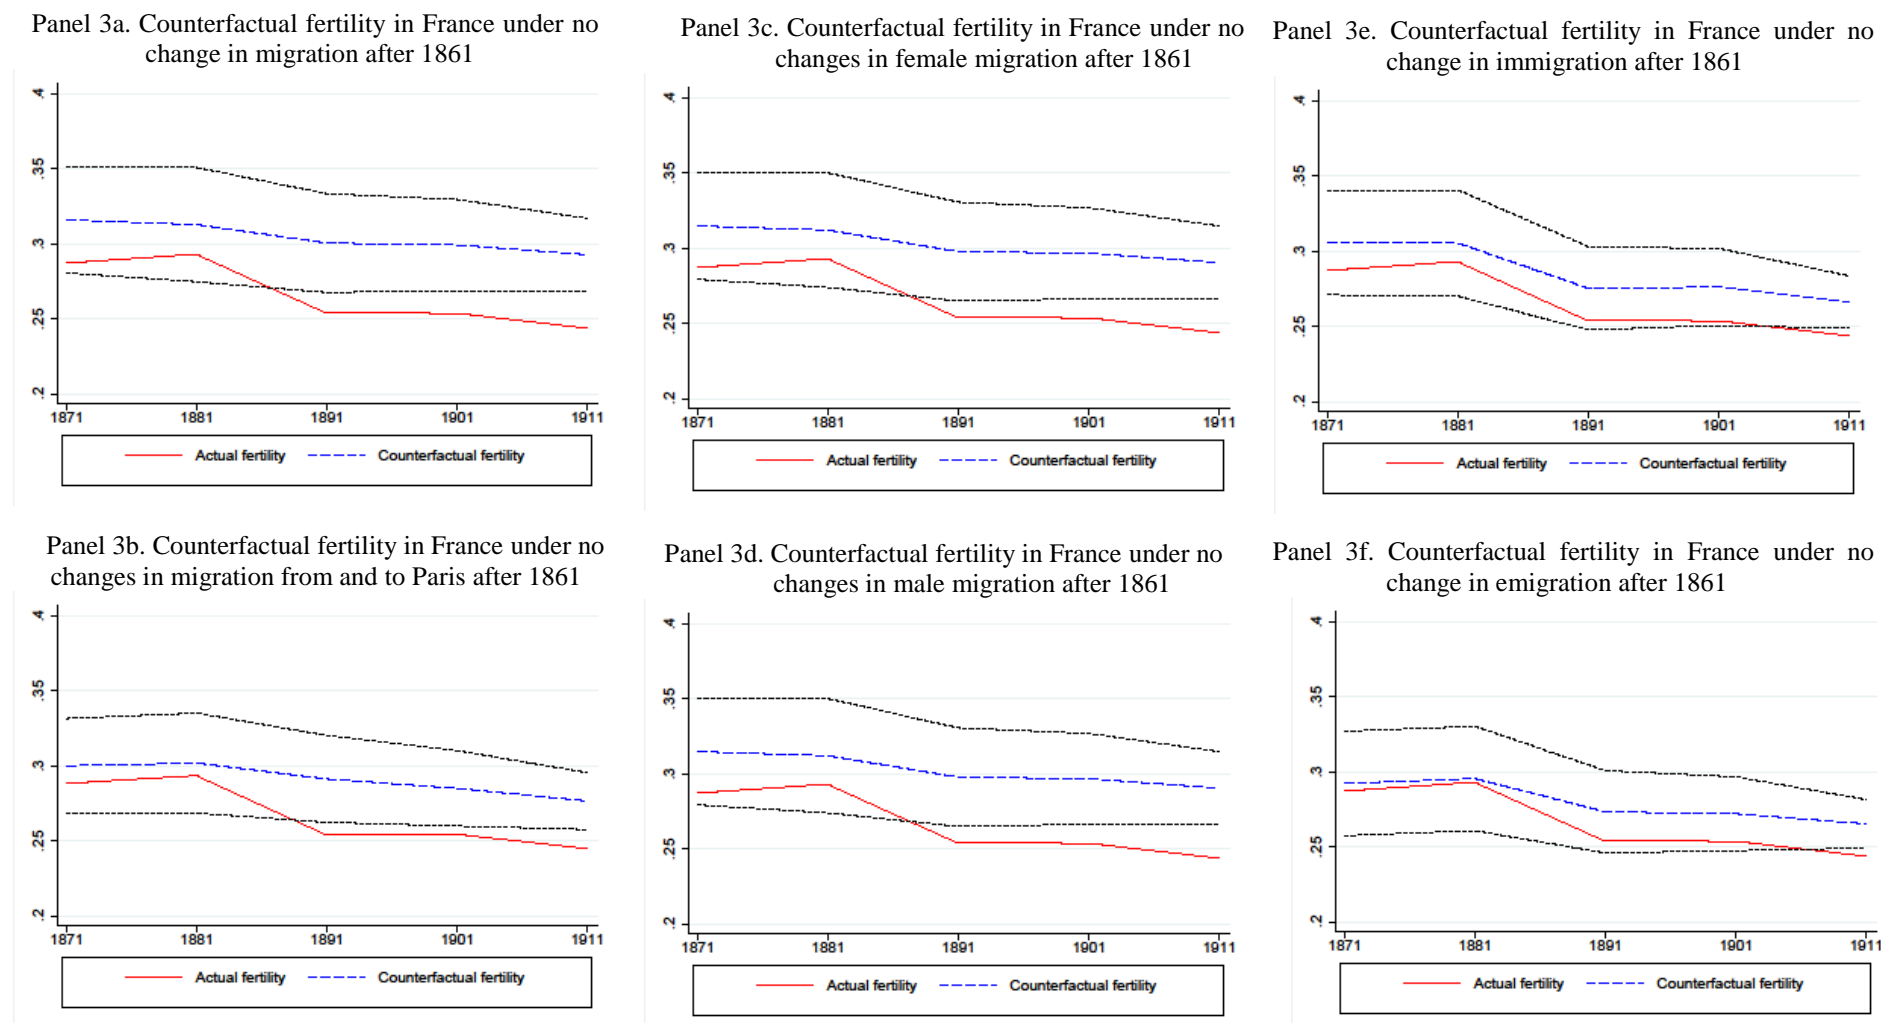 Panel 3a. Counterfactual fertility in France under no
change in migration after 1861
.4
.35
.3
.25
.2
1871 1881 1891 1901 1911
Actual fertility Counterfactual fertility
Panel 3c. Counterfactual fertility in France under no
changes in female migration after 1861
.4
.35
.3
.25
.2
1871 1881 1891 1901 1911
Actual fertility Counterfactual fertility
Panel 3e. Counterfactual fertility in France under no
change in immigration after 1861
.4
.35
.3
.25
.2
1871 1881 1891 1901 1911
Actual fertility Counterfactual fertility
Panel 3b. Counterfactual fertility in France under no
changes in migration from and to Paris after 1861
.4
.35
.3
.25
.2
1871 1881 1891 1901 1911
Actual fertility Counterfactual fertility
Panel 3d. Counterfactual fertility in France under no
changes in male migration after 1861
.4
.35
.3
.25
.2
1871 1881 1891 1901 1911
Actual fertility Counterfactual fertility
Panel 3f. Counterfactual fertility in France under no
change in emigration after 1861
.4
.35
.3
.25
.2
1871 1881 1891 1901 1911
Actual fertility Counterfactual fertility